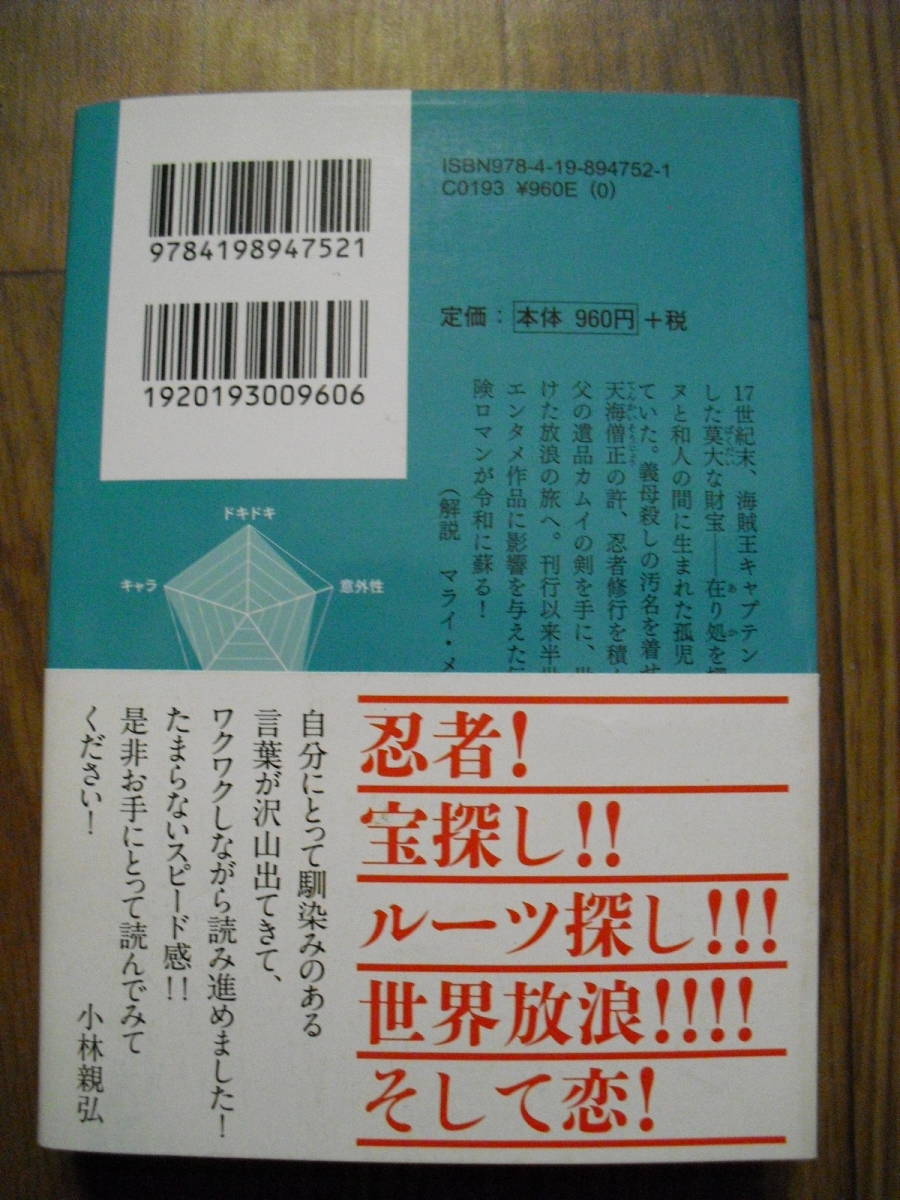 9784198947521
1920193009606
ISBN978-4-19-894752-1
C0193 ¥960E (0)
定価：本体 960円+税
17世紀末、海賊王キャプテン
した莫大な財宝――在り処を
ヌと和人の間に生まれた孤児
ていた。義母殺しの汚名を着せ
天海僧正の許、忍者修行を積
父の遺品カムイの剣を手に、
けた放浪の旅へ。刊行以来半世
エンタメ作品に影響を与えた
険ロマンが令和に蘇る！
（解説　マライ・メ
ドキドキ
キャラ
意外性
忍者！
宝探し！！
ルーツ探し！！！
世界放浪！！！！
そして恋！
自分にとって馴染みのある
言葉が沢山出てきて、
ワクワクしながら読み進めました！
たまらないスピード感！！
是非お手にとって読んでみて
ください！
小林親弘